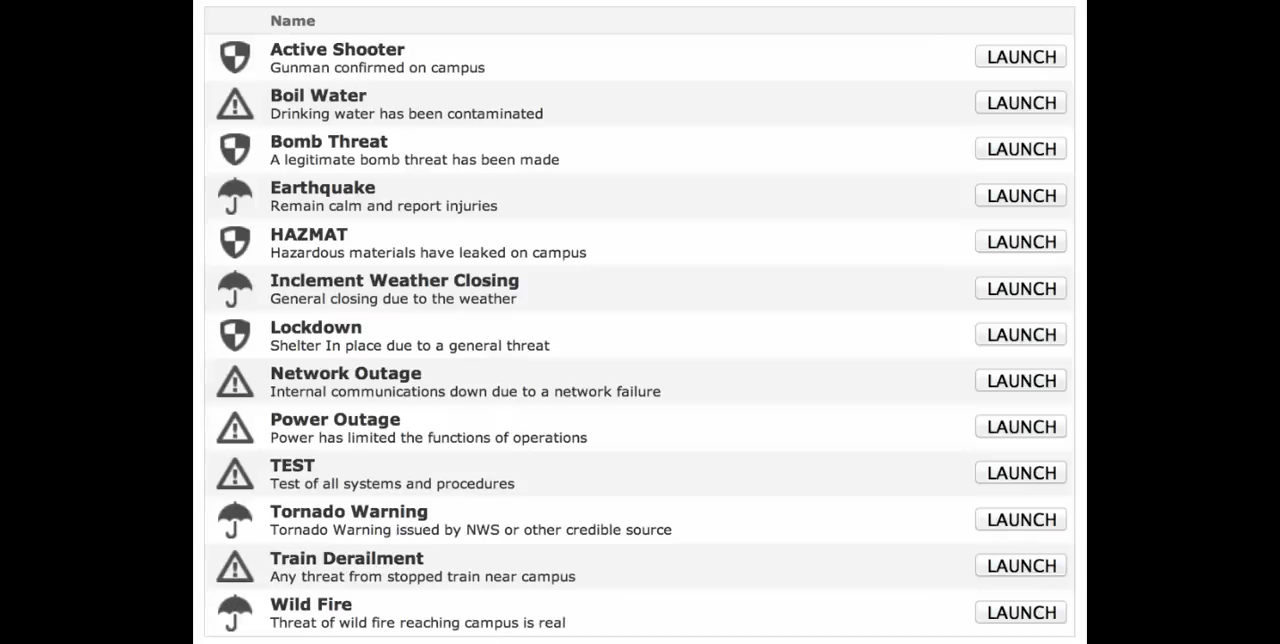 Name
Active Shooter
Gunman confirmed on campus
LAUNCH
Boil Water
Drinking water has been contaminated
LAUNCH
Bomb Threat
A legitimate bomb threat has been made
LAUNCH
Earthquake
Remain calm and report injuries
LAUNCH
HAZMAT
Hazardous materials have leaked on campus
LAUNCH
Inclement Weather Closing
General closing due to the weather
LAUNCH
Lockdown
Shelter In place due to a general threat
LAUNCH
Network Outage
Internal communications down due to a network failure
LAUNCH
Power Outage
Power has limited the functions of operations
LAUNCH
TEST
Test of all systems and procedures
LAUNCH
Tornado Warning
Tornado Warning issued by NWS or other credible source
LAUNCH
Train Derailment
Any threat from stopped train near campus
LAUNCH
Wild Fire
Threat of wild fire reaching campus is real
LAUNCH